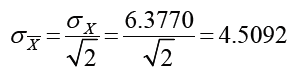 σ_X̅ = σ_X / √2 = 6.3770 / √2 = 4.5092